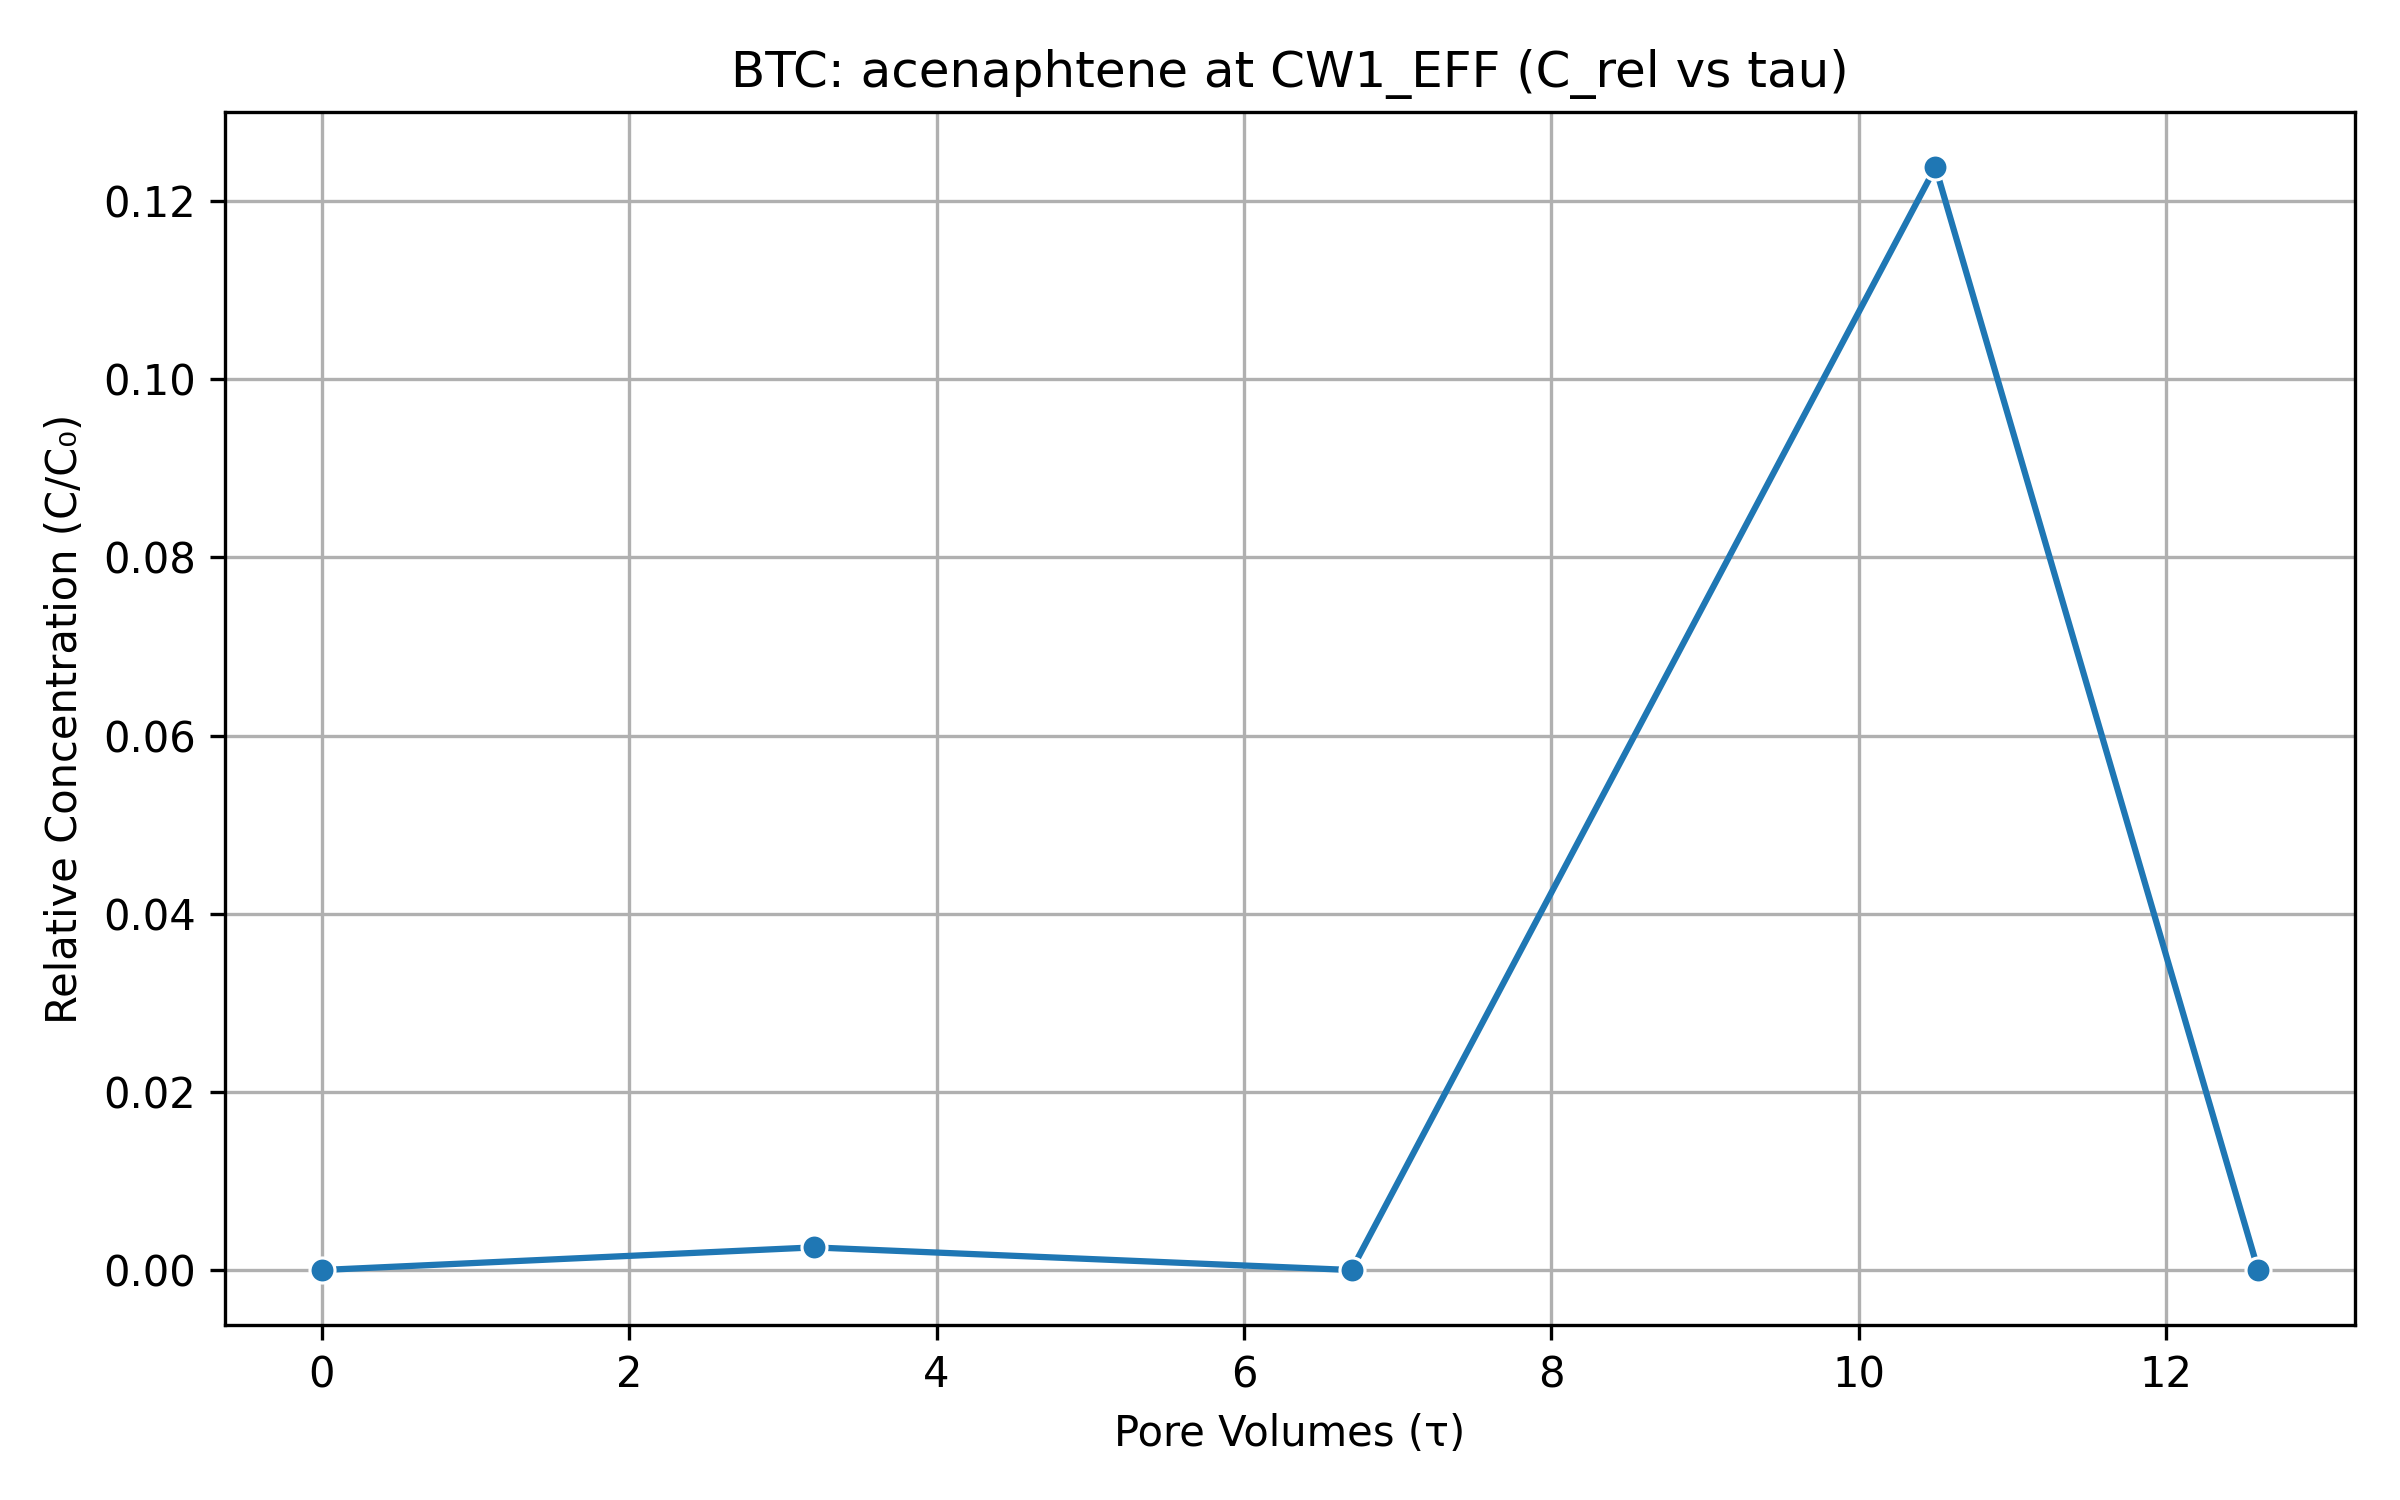 BTC: acenaphtene at CW1_EFF (C_rel vs tau)
Relative Concentration (C/C₀)
0.12
0.10
0.08
0.06
0.04
0.02
0.00
0 2 4 6 8 10 12
Pore Volumes (τ)